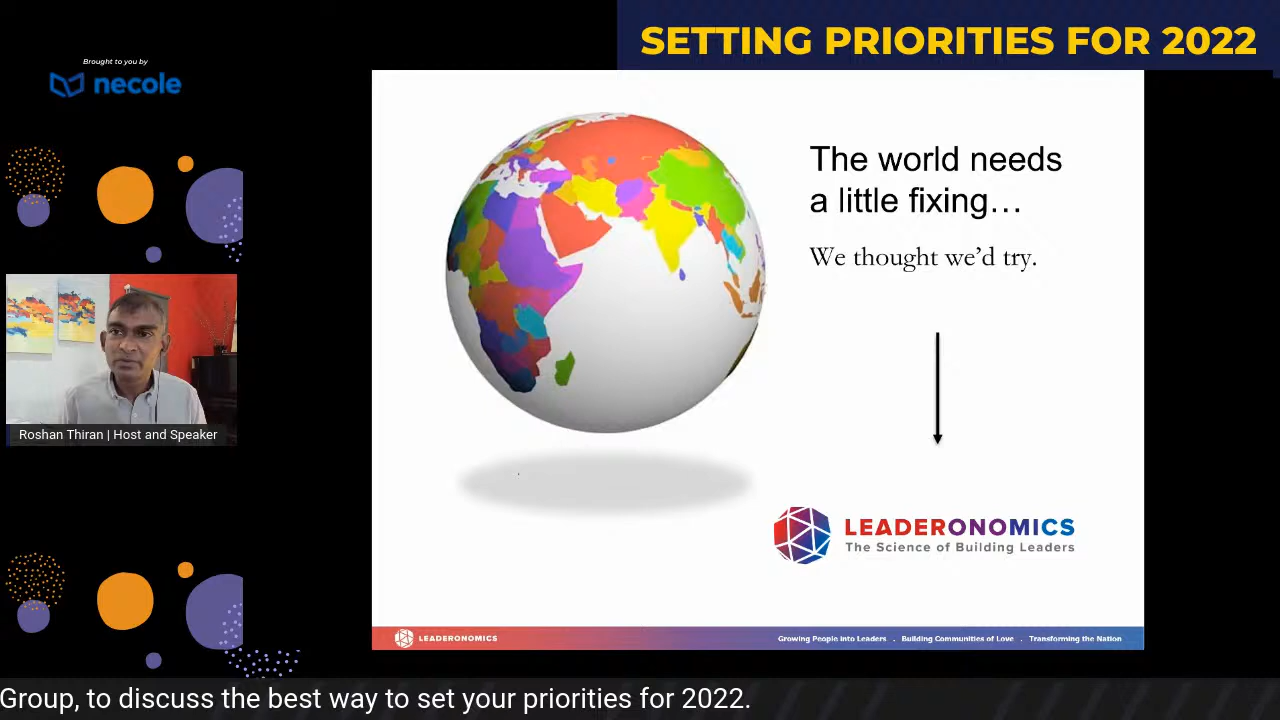 SETTING PRIORITIES FOR 2022
Brought to you by
necole
The world needs
a little fixing…
We thought we’d try.
Roshan Thiran | Host and Speaker
LEADERONOMICS
The Science of Building Leaders
LEADERONOMICS
Growing People into Leaders . Building Communities of Love . Transforming the Nation
Group, to discuss the best way to set your priorities for 2022.